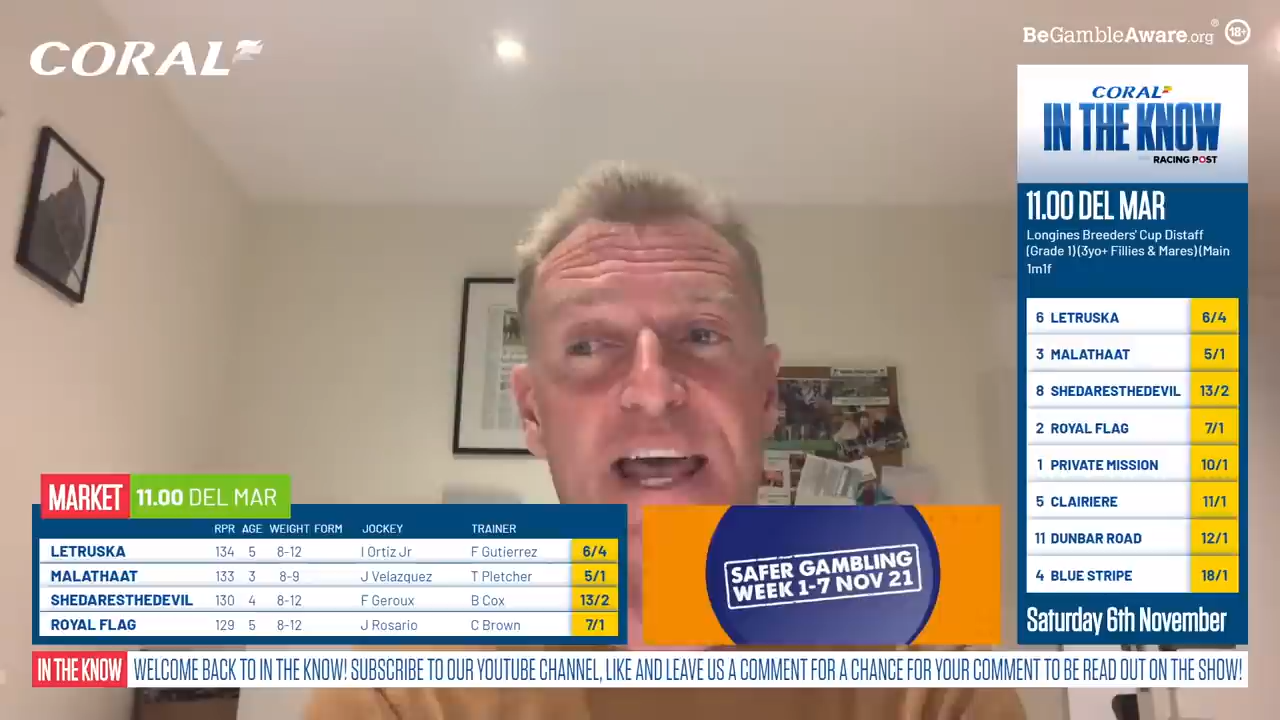 CORAL
BeGambleAware.org® 18+
CORAL
IN THE KNOW
RACING POST
11.00 DEL MAR
Longines Breeders' Cup Distaff
(Grade 1)(3yo+ Fillies & Mares)(Main
1m1f
6 LETRUSKA 6/4
3 MALATHAAT 5/1
8 SHEDARESTHEDEVIL 13/2
2 ROYAL FLAG 7/1
1 PRIVATE MISSION 10/1
5 CLAIRIERE 11/1
11 DUNBAR ROAD 12/1
4 BLUE STRIPE 18/1
Saturday 6th November
MARKET 11.00 DEL MAR
RPR AGE WEIGHT FORM JOCKEY TRAINER
LETRUSKA 134 5 8-12 I Ortiz Jr F Gutierrez 6/4
MALATHAAT 133 3 8-9 J Velazquez T Pletcher 5/1
SHEDARESTHEDEVIL 130 4 8-12 F Geroux B Cox 13/2
ROYAL FLAG 129 5 8-12 J Rosario C Brown 7/1
SAFER GAMBLING
WEEK 1-7 NOV 21
IN THE KNOW WELCOME BACK TO IN THE KNOW! SUBSCRIBE TO OUR YOUTUBE CHANNEL, LIKE AND LEAVE US A COMMENT FOR A CHANCE FOR YOUR COMMENT TO BE READ OUT ON THE SHOW!